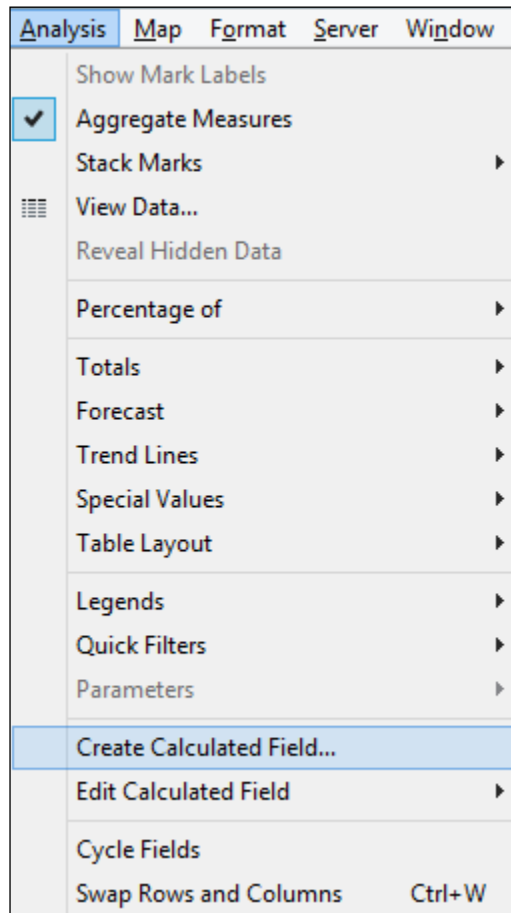 Analysis Map Format Server Window
Show Mark Labels
Aggregate Measures
Stack Marks
View Data...
Reveal Hidden Data
Percentage of
Totals
Forecast
Trend Lines
Special Values
Table Layout
Legends
Quick Filters
Parameters
Create Calculated Field...
Edit Calculated Field
Cycle Fields
Swap Rows and Columns Ctrl+W